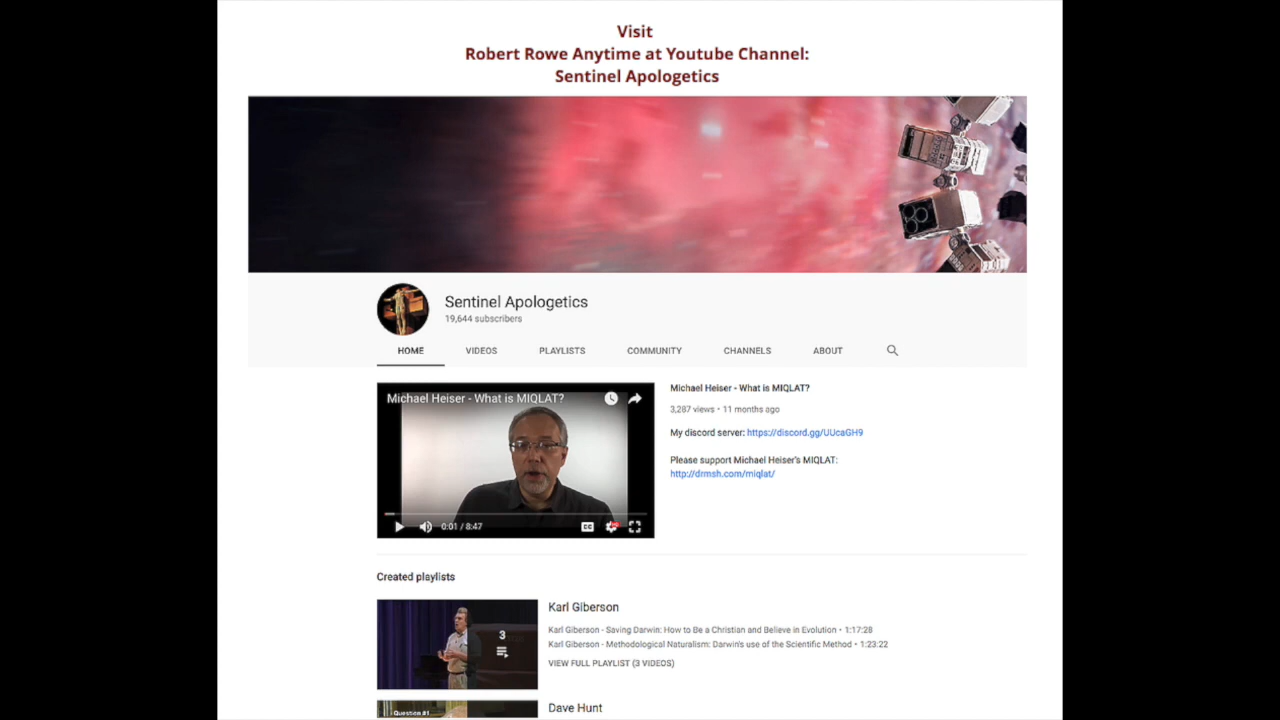 Visit
Robert Rowe Anytime at Youtube Channel:
Sentinel Apologetics
Sentinel Apologetics
19,644 subscribers
HOME VIDEOS PLAYLISTS COMMUNITY CHANNELS ABOUT
Michael Heiser - What is MIQLAT?
0:01 / 8:47
CC
Michael Heiser - What is MIQLAT?
3,287 views • 11 months ago
My discord server: https://discord.gg/UUcaGH9
Please support Michael Heiser's MIQLAT:
http://drmsh.com/miqlat/
Created playlists
3
Karl Giberson
Karl Giberson - Saving Darwin: How to Be a Christian and Believe in Evolution • 1:17:28
Karl Giberson - Methodological Naturalism: Darwin's use of the Scientific Method • 1:23:22
VIEW FULL PLAYLIST (3 VIDEOS)
- Question #1
Dave Hunt